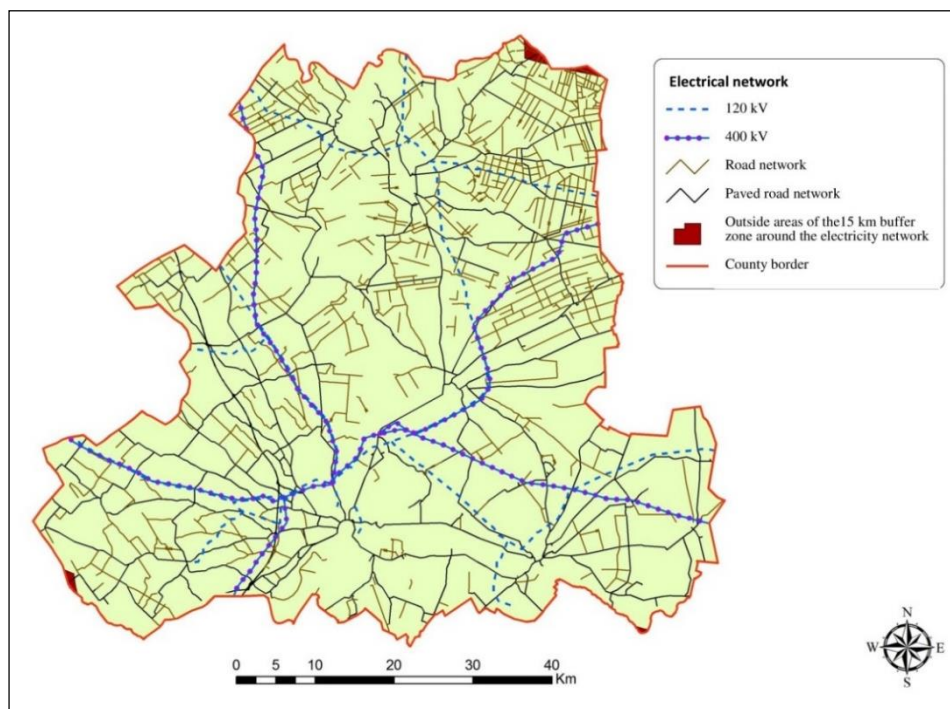 Electrical network
120 kV
400 kV
Road network
Paved road network
Outside areas of the15 km buffer
zone around the electricity network
County border
N
W E
S
0 5 10 20 30 40
Km